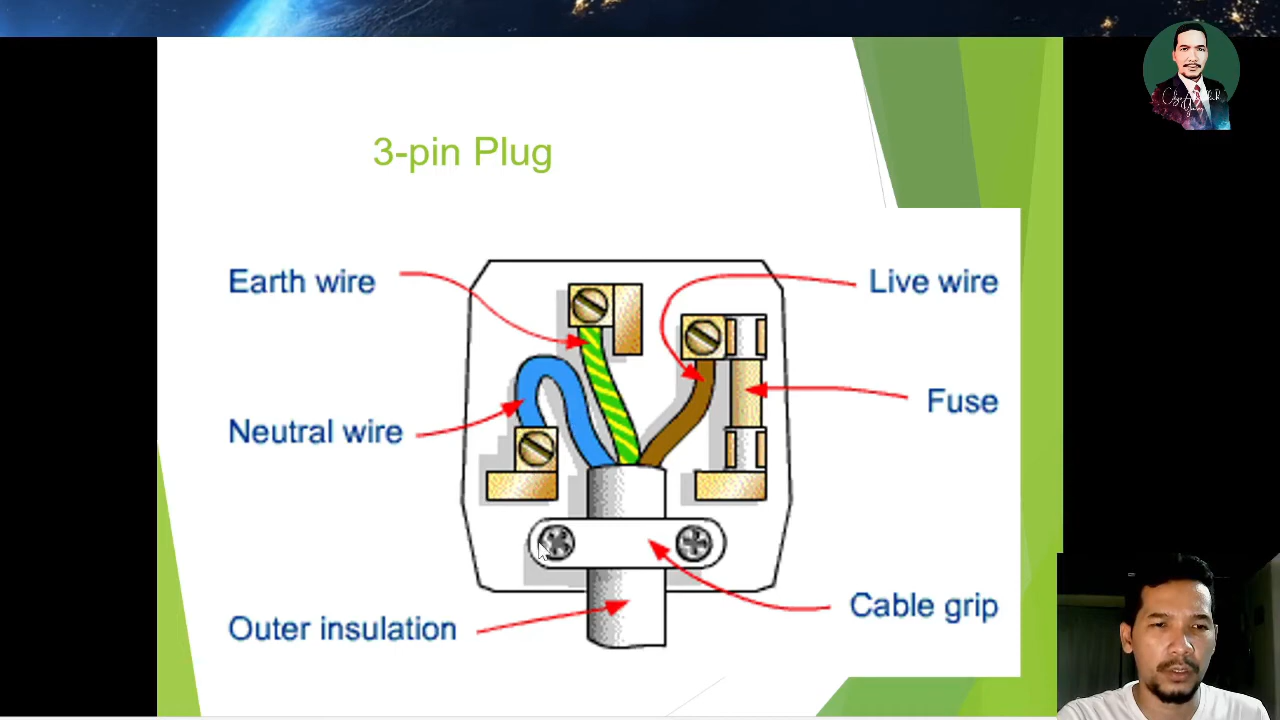 3-pin Plug
Earth wire
Live wire
Fuse
Neutral wire
Cable grip
Outer insulation